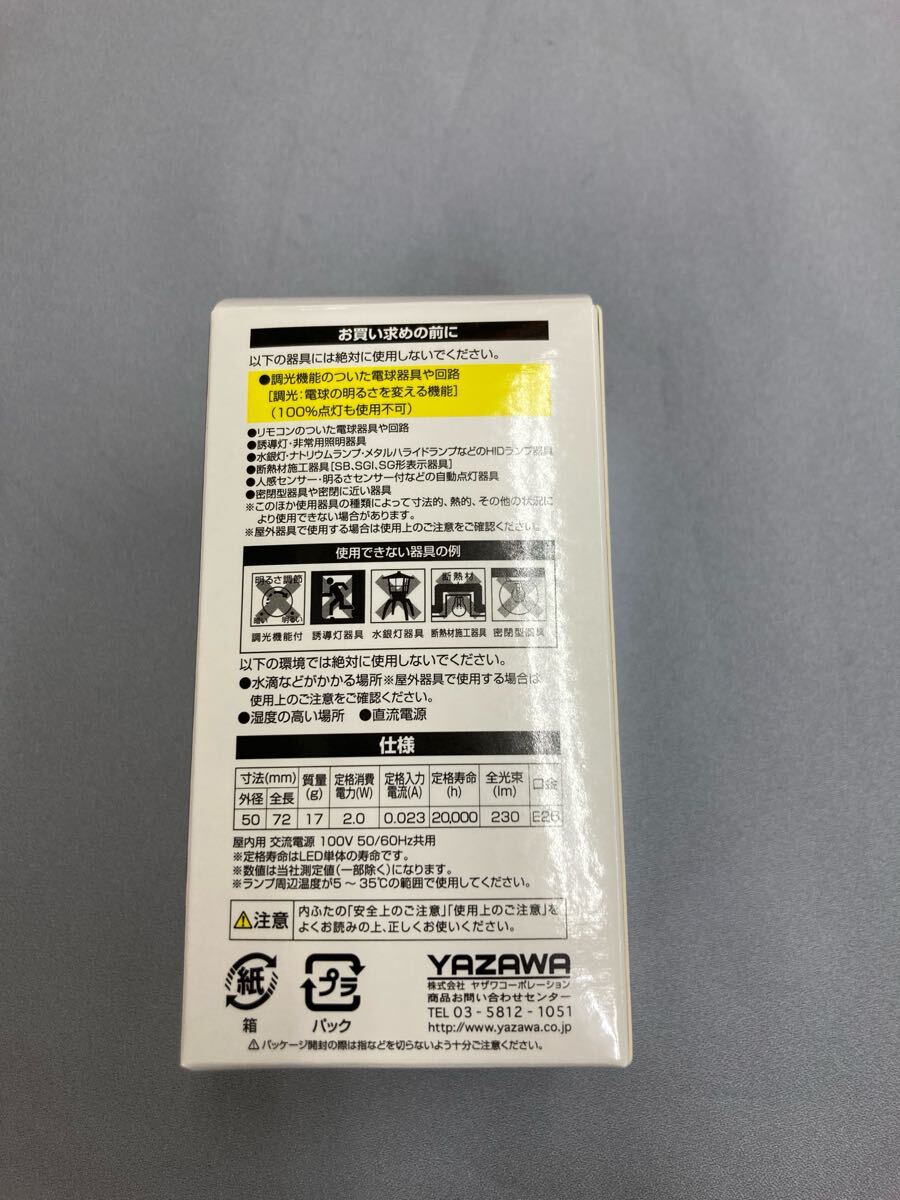 お買い求めの前に
以下の器具には絶対に使用しないでください。
●調光機能のついた電球器具や回路
[調光:電球の明るさを変える機能]
(100%点灯も使用不可)
●リモコンのついた電球器具や回路
●誘導灯・非常用照明器具
●水銀灯・ナトリウムランプ・メタルハライドランプなどのHIDランプ器具
●断熱材施工器具[SB、SGI、SG形表示器具]
●人感センサー・明るさセンサー付などの自動点灯器具
●密閉型器具や密閉に近い器具
※このほか使用器具の種類によって寸法的、熱的、その他の状況に
より使用できない場合があります。
※屋外器具で使用する場合は使用上のご注意をご確認ください。
使用できない器具の例
明るさ調節 断熱材
暗い 明るい
調光機能付 誘導灯器具 水銀灯器具 断熱材施工器具 密閉型器具
以下の環境では絶対に使用しないでください。
●水滴などがかかる場所※屋外器具で使用する場合は
使用上のご注意をご確認ください。
●湿度の高い場所 ●直流電源
仕様
寸法(mm) 質量(g) 定格消費電力(W) 定格入力電流(A) 定格寿命(h) 全光束(lm) 口金
外径 全長
50 72 17 2.0 0.023 20,000 230 E26
屋内用 交流電源 100V 50/60Hz共用
※定格寿命はLED単体の寿命です。
※数値は当社測定値(一部除く)になります。
※ランプ周辺温度が5～35℃の範囲で使用してください。
⚠注意 内ふたの「安全上のご注意」「使用上のご注意」を
よくお読みの上、正しくお使いください。
紙 プラ
箱 パック
YAZAWA
株式会社 ヤザワコーポレーション
商品お問い合わせセンター
TEL 03-5812-1051
http://www.yazawa.co.jp
⚠パッケージ開封の際は指などを切らないよう十分ご注意ください。